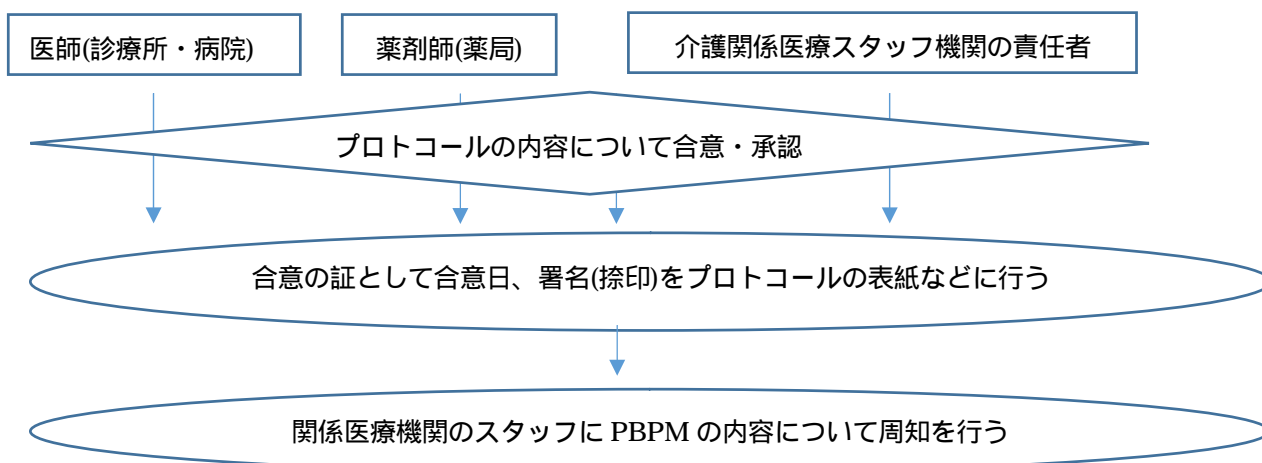 医師(診療所・病院)
薬剤師(薬局)
介護関係医療スタッフ機関の責任者
プロトコールの内容について合意・承認
合意の証として合意日、署名(捺印)をプロトコールの表紙などに行う
関係医療機関のスタッフに PBPM の内容について周知を行う